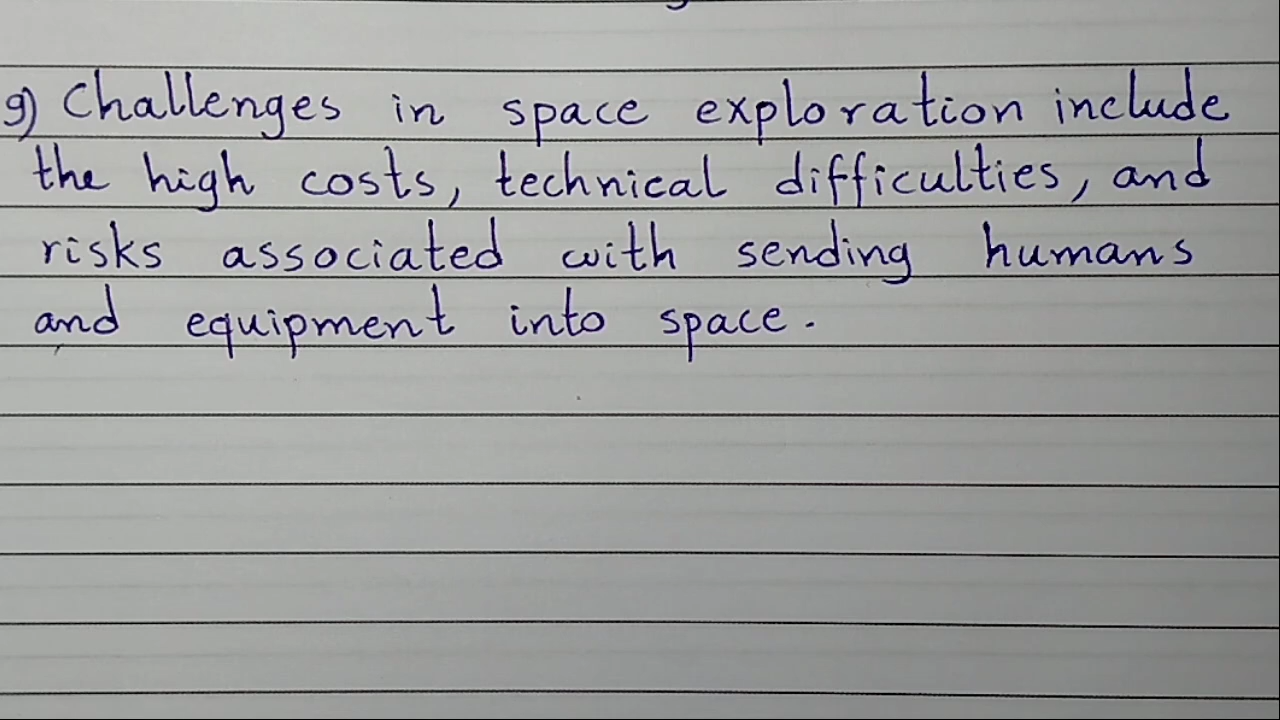 9) Challenges in space exploration include
the high costs, technical difficulties, and
risks associated with sending humans
and equipment into space.